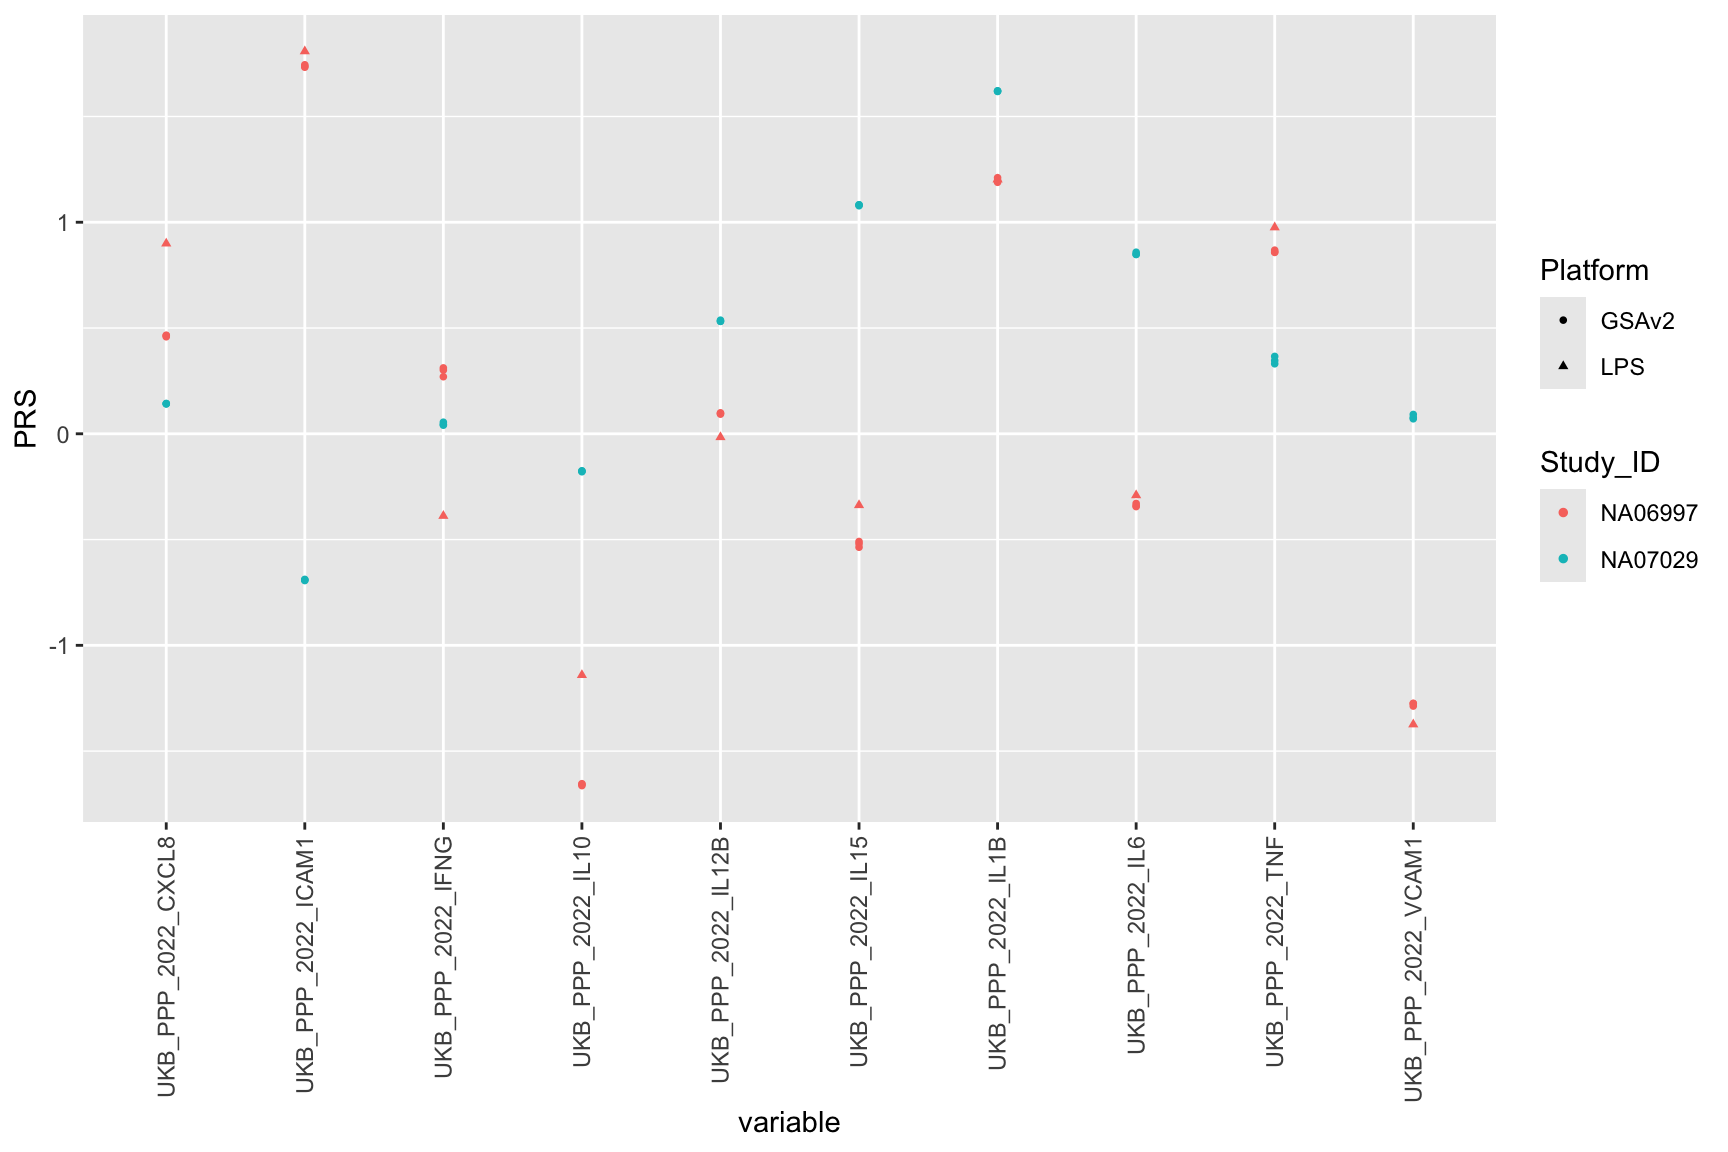 PRS
1
0
-1
UKB_PPP_2022_CXCL8
UKB_PPP_2022_ICAM1
UKB_PPP_2022_IFNG
UKB_PPP_2022_IL10
UKB_PPP_2022_IL12B
UKB_PPP_2022_IL15
UKB_PPP_2022_IL1B
UKB_PPP_2022_IL6
UKB_PPP_2022_TNF
UKB_PPP_2022_VCAM1
variable
Platform
GSAv2
LPS
Study_ID
NA06997
NA07029